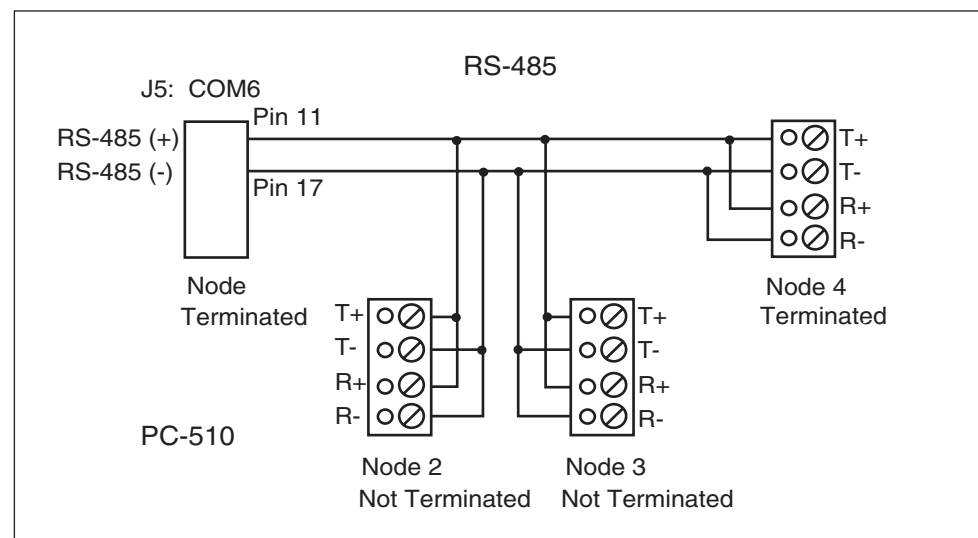 RS-485
J5: COM6
Pin 11
RS-485 (+)
RS-485 (-)
Pin 17
Node
Terminated
T+
T-
R+
R-
Node 4
Terminated
T+
T-
R+
R-
Node 2
Not Terminated
T+
T-
R+
R-
Node 3
Not Terminated
PC-510